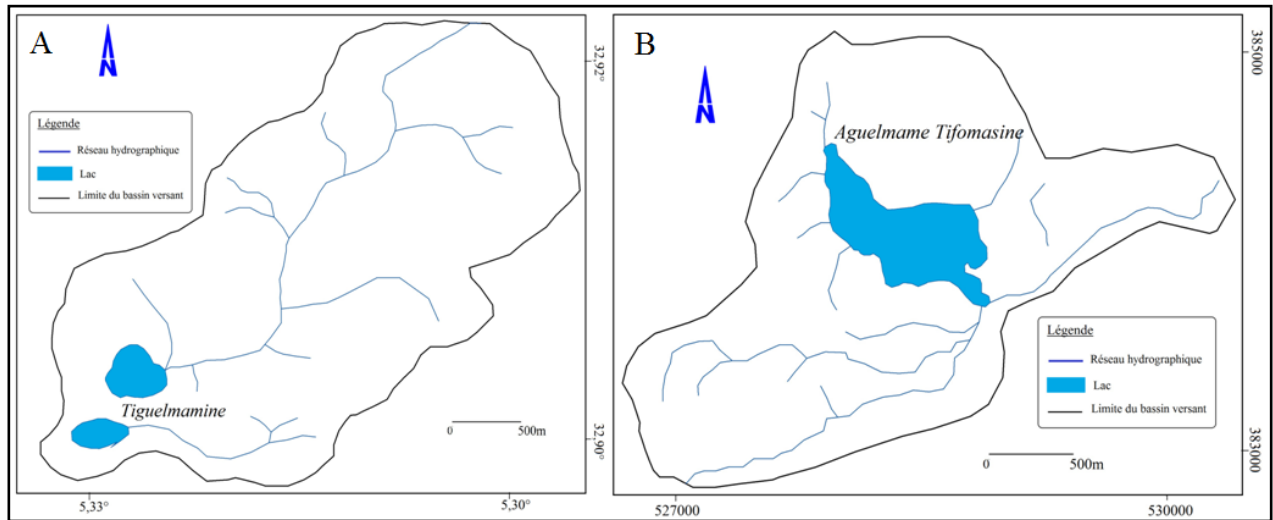 A
N
Légende
Réseau hydrographique
Lac
Limite du bassin versant
Tiguelmamine
0 500m
32,92°
32,90°
5,33°
5,30°
B
N
Aguelmame Tifomasine
Légende
Réseau hydrographique
Lac
Limite du bassin versant
0 500m
385000
383000
527000
530000